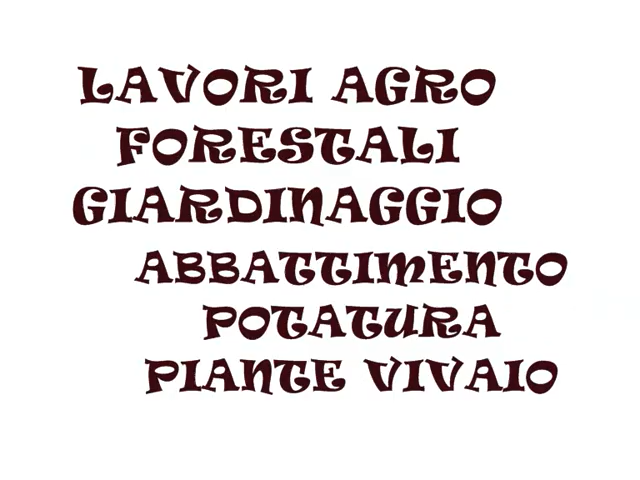 LAVORI AGRO
FORESTALI
GIARDINAGGIO
ABBATTIMENTO
POTATURA
PIANTE VIVAIO